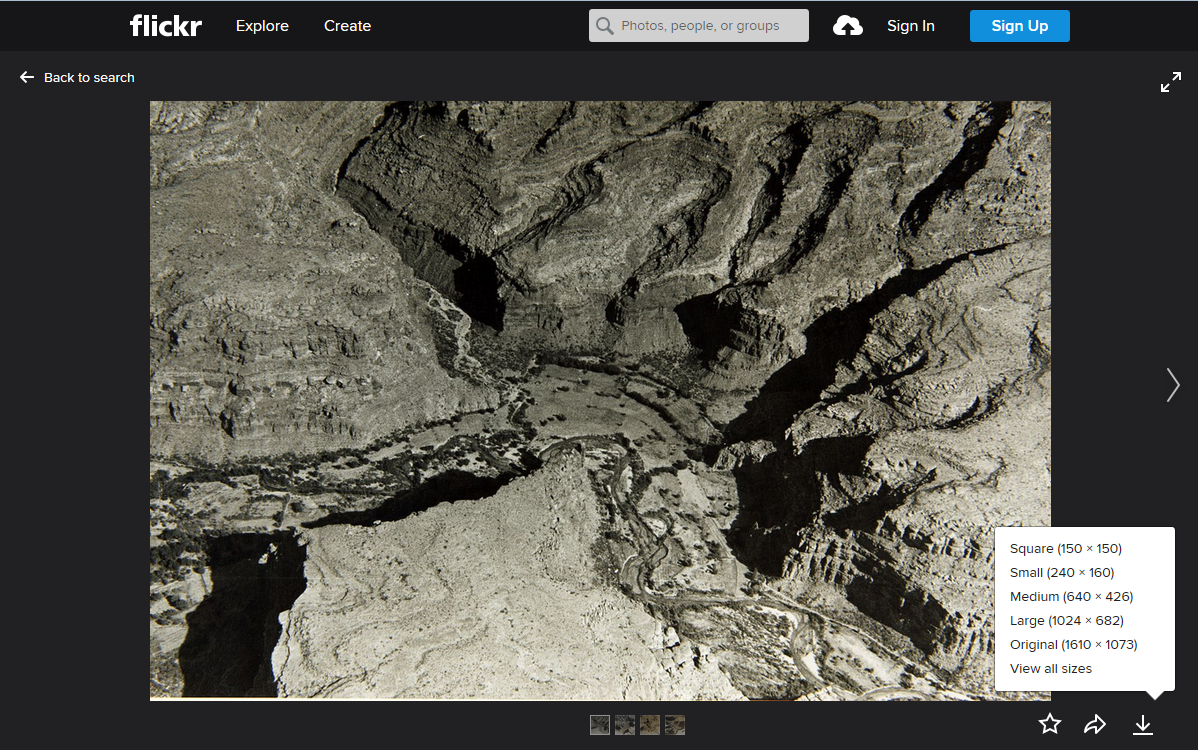 flickr
Explore
Create
Photos, people, or groups
Sign In
Sign Up
Back to search
Square (150 × 150)
Small (240 × 160)
Medium (640 × 426)
Large (1024 × 682)
Original (1610 × 1073)
View all sizes